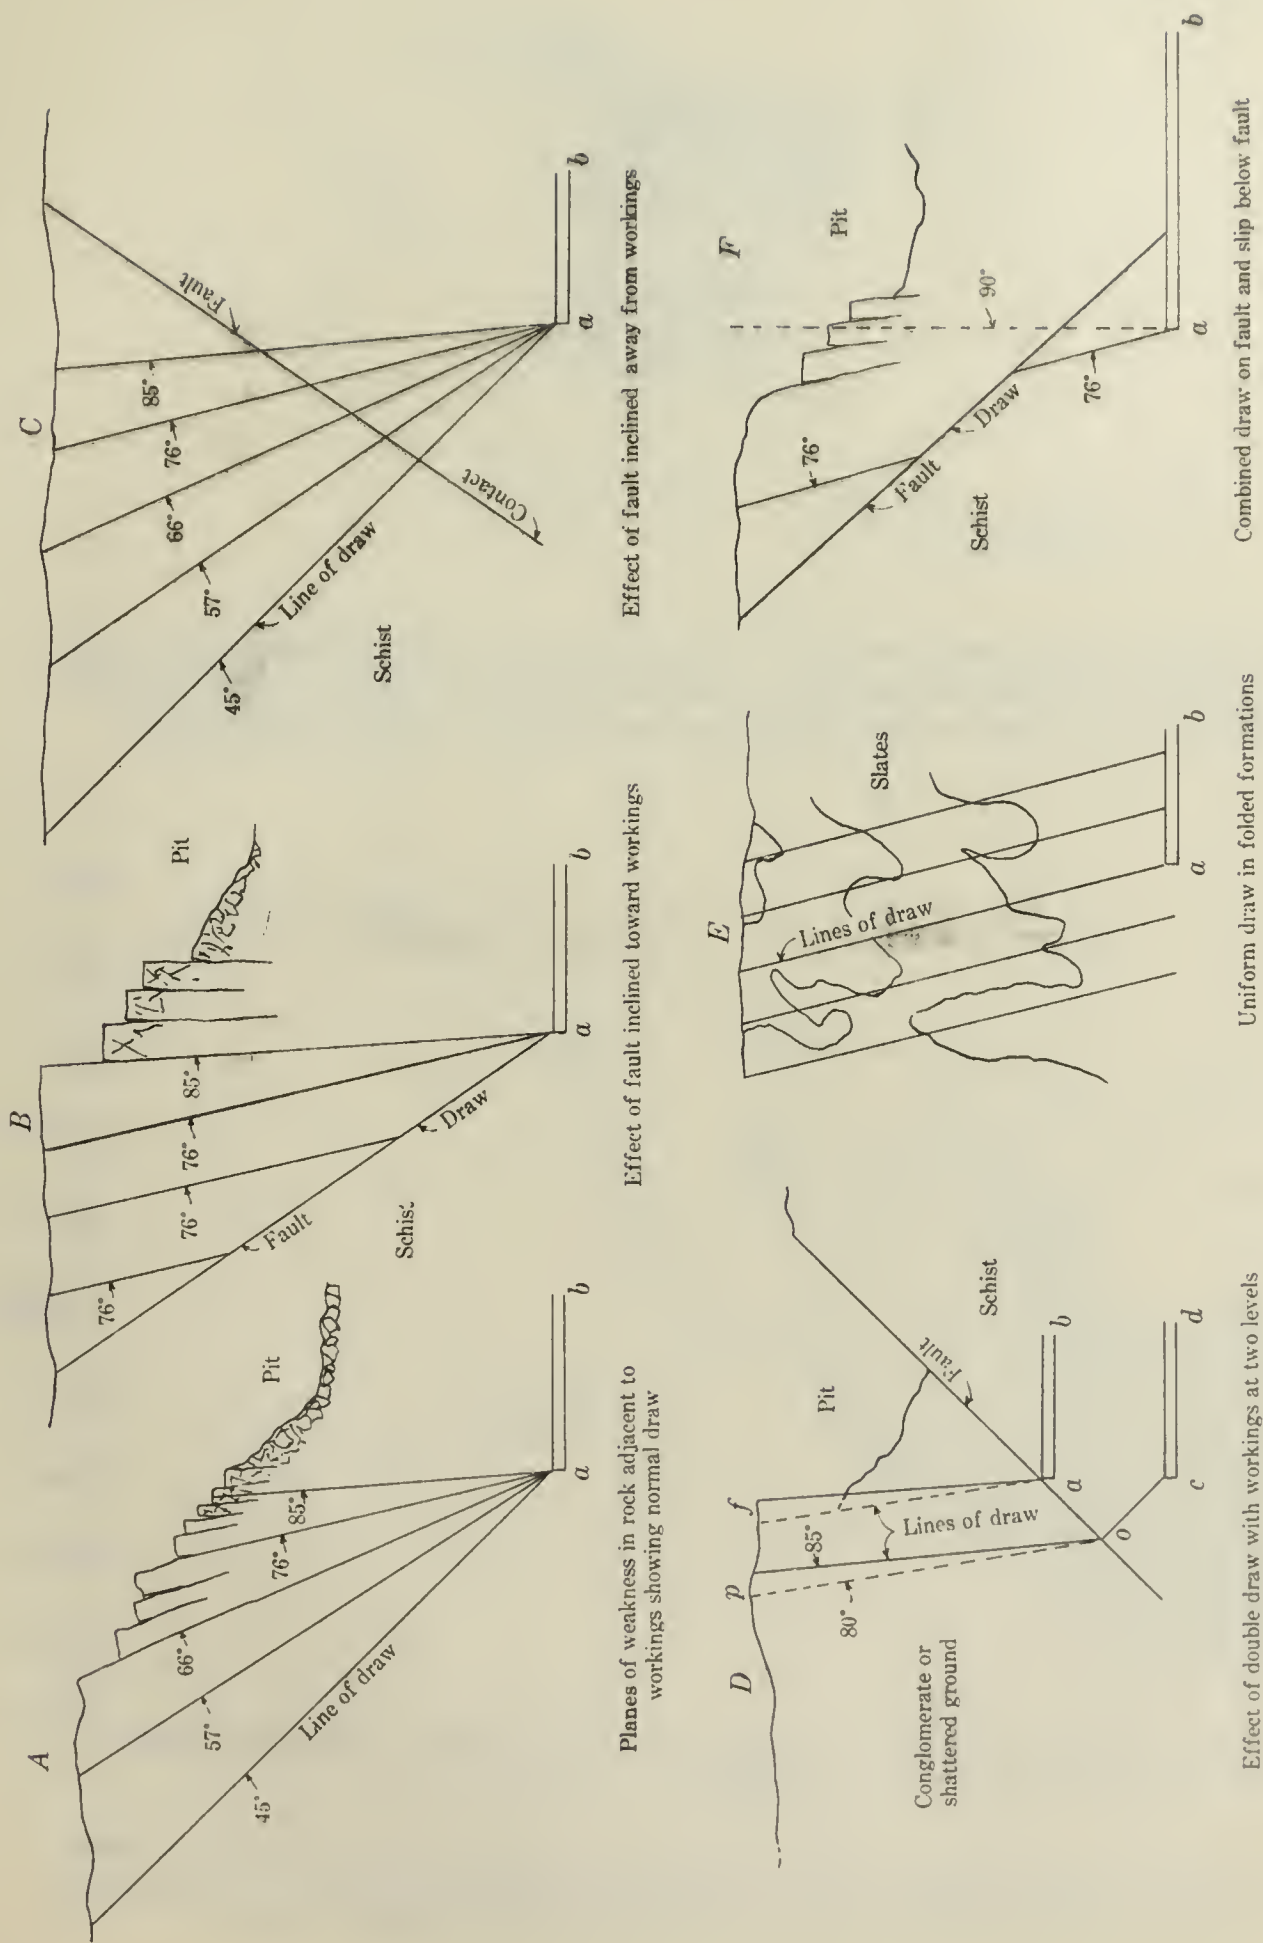 A
Pit
85°
76°
66°
57°
45°
Line of draw
a
b
Planes of weakness in rock adjacent to
workings showing normal draw
B
Pit
85°
76°
76°
76°
Fault
Draw
Schist
a
b
Effect of fault inclined toward workings
C
Fault
85°
76°
66°
57°
45°
Line of draw
Contact
Schist
a
b
Effect of fault inclined away from workings
D
p
f
Pit
85°
80°
Lines of draw
Fault
Schist
Conglomerate or
shattered ground
a
b
o
c
d
Effect of double draw with workings at two levels
E
Lines of draw
Slates
a
b
Uniform draw in folded formations
F
Pit
76°
90°
Fault
Draw
Schist
76°
a
b
Combined draw on fault and slip below fault